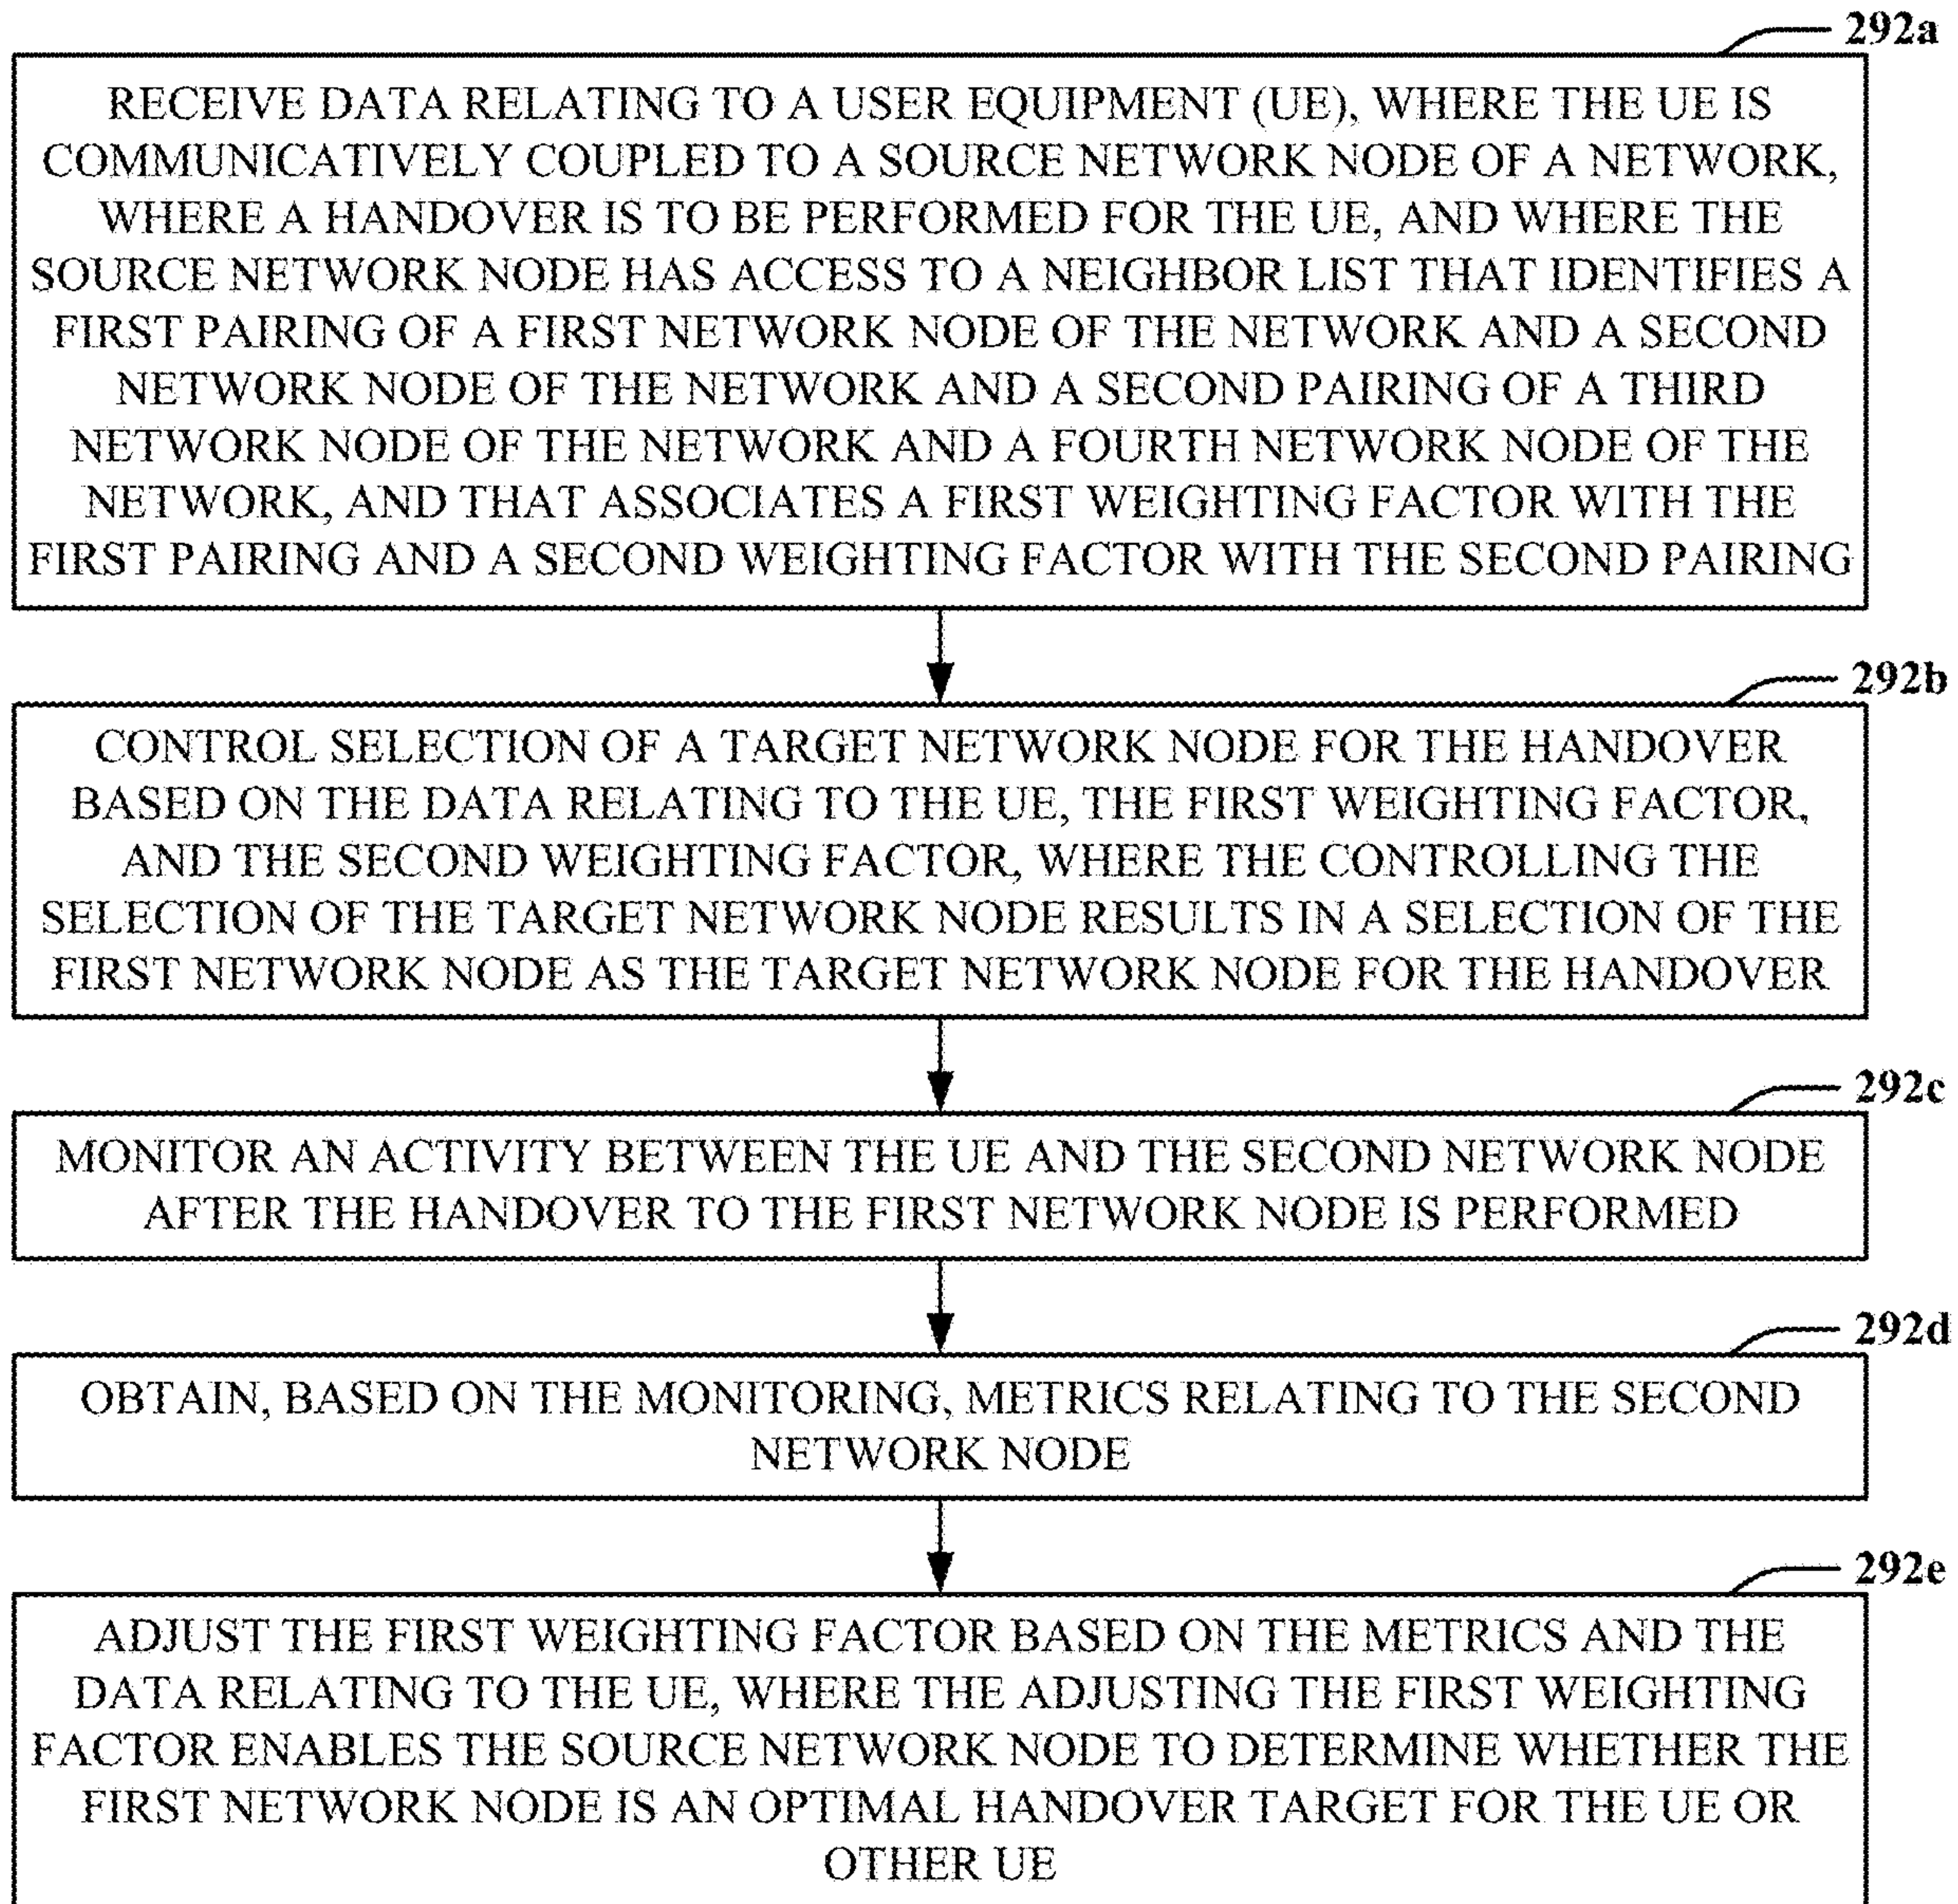 292a
RECEIVE DATA RELATING TO A USER EQUIPMENT (UE), WHERE THE UE IS
COMMUNICATIVELY COUPLED TO A SOURCE NETWORK NODE OF A NETWORK,
WHERE A HANDOVER IS TO BE PERFORMED FOR THE UE, AND WHERE THE
SOURCE NETWORK NODE HAS ACCESS TO A NEIGHBOR LIST THAT IDENTIFIES A
FIRST PAIRING OF A FIRST NETWORK NODE OF THE NETWORK AND A SECOND
NETWORK NODE OF THE NETWORK AND A SECOND PAIRING OF A THIRD
NETWORK NODE OF THE NETWORK AND A FOURTH NETWORK NODE OF THE
NETWORK, AND THAT ASSOCIATES A FIRST WEIGHTING FACTOR WITH THE
FIRST PAIRING AND A SECOND WEIGHTING FACTOR WITH THE SECOND PAIRING
292b
CONTROL SELECTION OF A TARGET NETWORK NODE FOR THE HANDOVER
BASED ON THE DATA RELATING TO THE UE, THE FIRST WEIGHTING FACTOR,
AND THE SECOND WEIGHTING FACTOR, WHERE THE CONTROLLING THE
SELECTION OF THE TARGET NETWORK NODE RESULTS IN A SELECTION OF THE
FIRST NETWORK NODE AS THE TARGET NETWORK NODE FOR THE HANDOVER
292c
MONITOR AN ACTIVITY BETWEEN THE UE AND THE SECOND NETWORK NODE
AFTER THE HANDOVER TO THE FIRST NETWORK NODE IS PERFORMED
292d
OBTAIN, BASED ON THE MONITORING, METRICS RELATING TO THE SECOND
NETWORK NODE
292e
ADJUST THE FIRST WEIGHTING FACTOR BASED ON THE METRICS AND THE
DATA RELATING TO THE UE, WHERE THE ADJUSTING THE FIRST WEIGHTING
FACTOR ENABLES THE SOURCE NETWORK NODE TO DETERMINE WHETHER THE
FIRST NETWORK NODE IS AN OPTIMAL HANDOVER TARGET FOR THE UE OR
OTHER UE